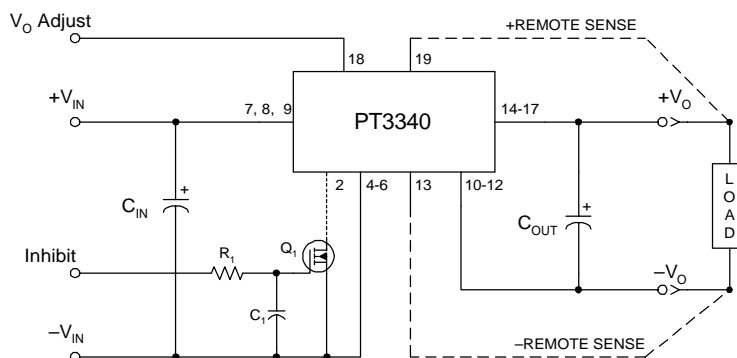 VO Adjust
+REMOTE SENSE
18
19
+VIN
7, 8, 9
PT3340
14-17
+VO
2
4-6
13
10-12
CIN
+
COUT
+
LOAD
Inhibit
R1
Q1
C1
–VO
–VIN
–REMOTE SENSE